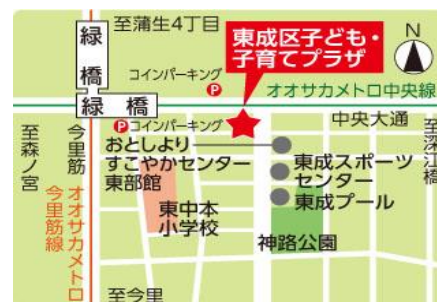 至蒲生4丁目
緑橋
コインパーキング
P
東成区子ども・
子育てプラザ
N
オオサカメトロ中央線
緑橋
P コインパーキング
中央大通
至森ノ宮
今里筋
オオサカメトロ
今里筋線
おとしより
すこやかセンター
東部館
東成スポーツ
センター
東成プール
至深江橋
東中本
小学校
神路公園
至今里